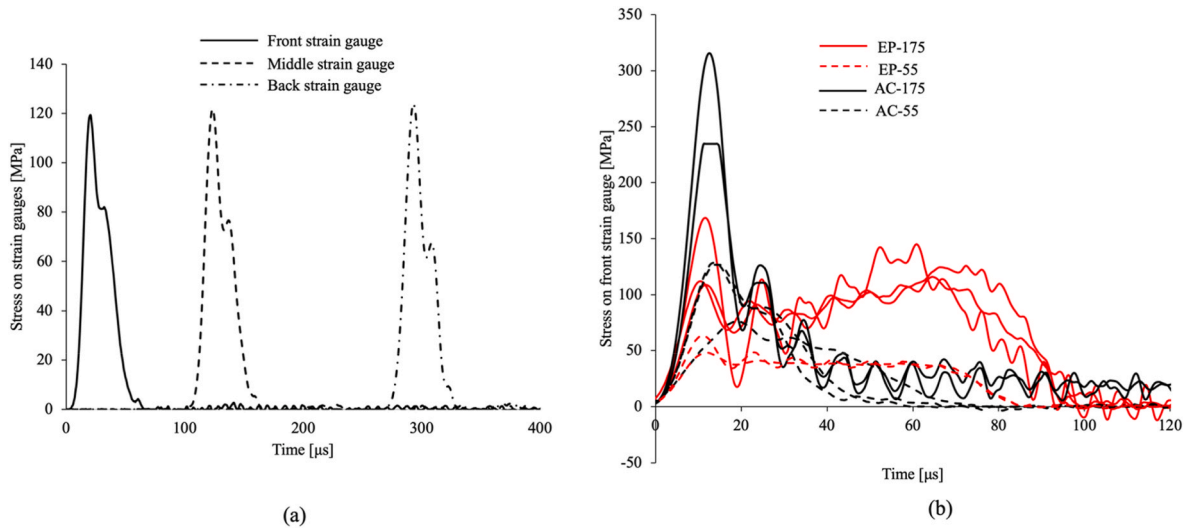 Front strain gauge
Middle strain gauge
Back strain gauge
Stress on strain gauges [MPa]
140
120
100
80
60
40
20
0
0
100
200
300
400
Time [μs]
(a)
EP-175
EP-55
AC-175
AC-55
Stress on front strain gauge [MPa]
350
300
250
200
150
100
50
0
-50
0
20
40
60
80
100
120
Time [μs]
(b)